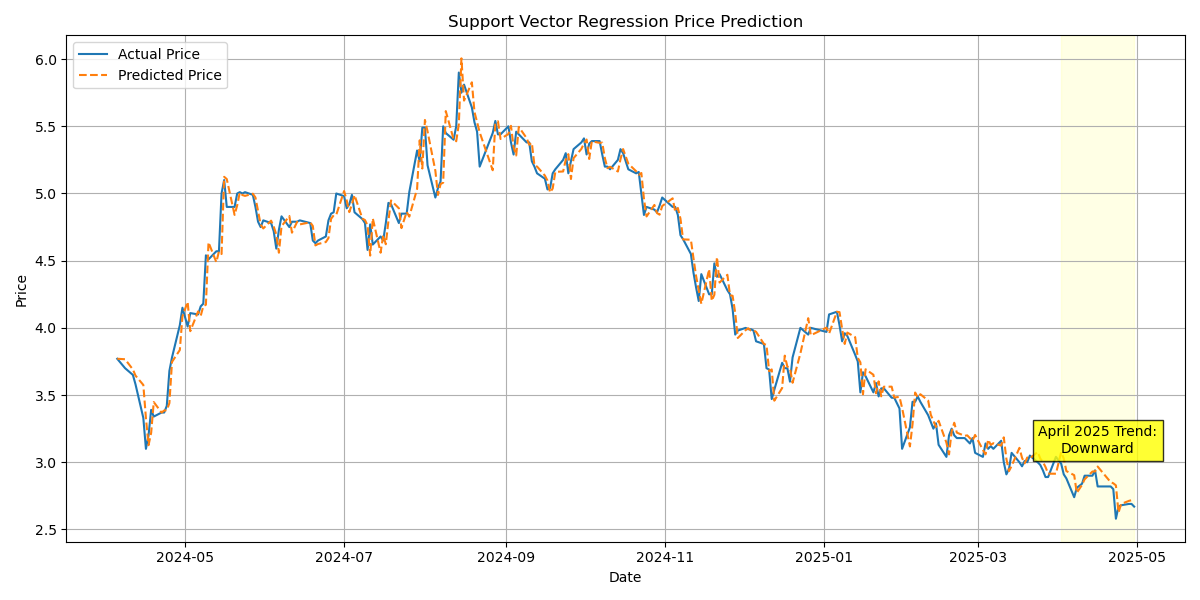 Support Vector Regression Price Prediction
Actual Price
Predicted Price
6.0
5.5
5.0
4.5
4.0
3.5
3.0
2.5
Price
April 2025 Trend:
Downward
2024-05
2024-07
2024-09
2024-11
2025-01
2025-03
2025-05
Date